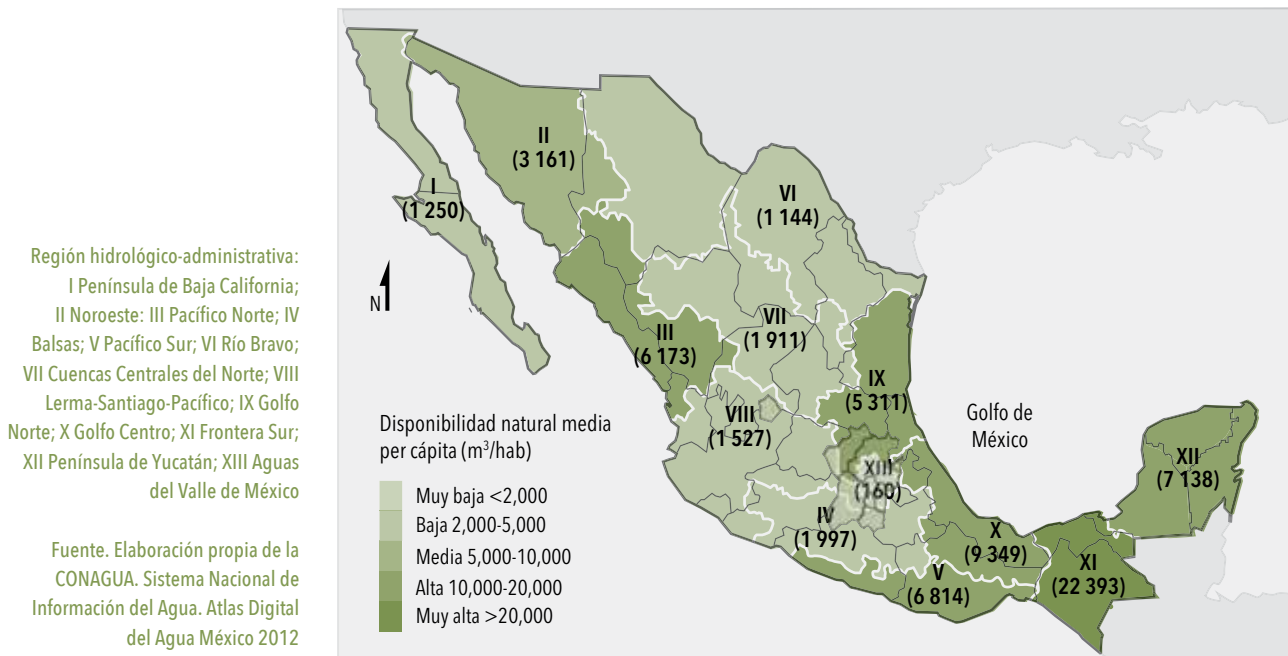 Región hidrológico-administrativa:
I Península de Baja California;
II Noroeste: III Pacífico Norte; IV
Balsas; V Pacífico Sur; VI Río Bravo;
VII Cuencas Centrales del Norte; VIII
Lerma-Santiago-Pacífico; IX Golfo
Norte; X Golfo Centro; XI Frontera Sur;
XII Península de Yucatán; XIII Aguas
del Valle de México
Fuente. Elaboración propia de la
CONAGUA. Sistema Nacional de
Información del Agua. Atlas Digital
del Agua México 2012
II
(3 161)
I
(1 250)
VI
(1 144)
N
III
(6 173)
VII
(1 911)
IX
(5 311)
VIII
(1 527)
XIII
(160)
IV
(1 997)
V
(6 814)
X
(9 349)
XI
(22 393)
XII
(7 138)
Golfo de
México
Disponibilidad natural media
per cápita (m³/hab)
Muy baja <2,000
Baja 2,000-5,000
Media 5,000-10,000
Alta 10,000-20,000
Muy alta >20,000